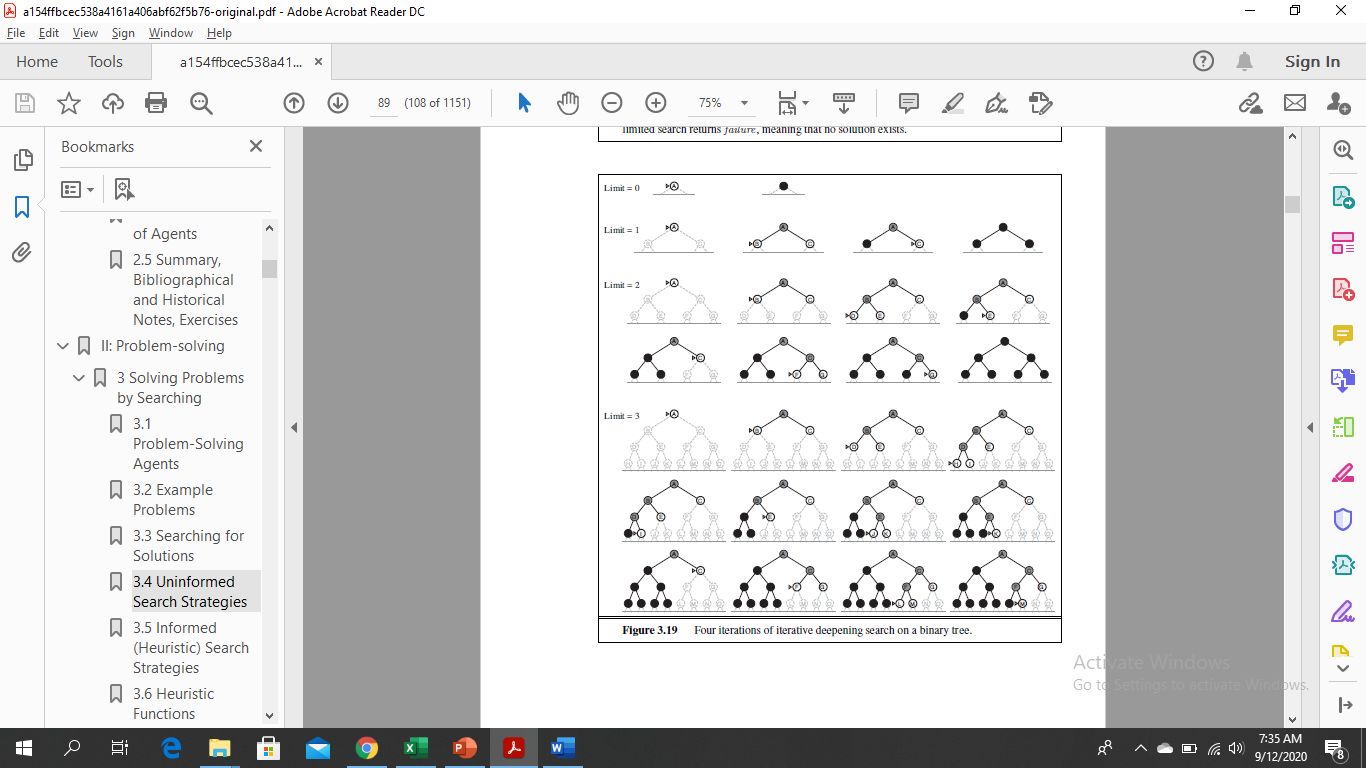 a154ffbcec538a4161a406abf62f5b76-original.pdf - Adobe Acrobat Reader DC
File Edit View Sign Window Help
Home Tools a154ffbcec538a41... × Sign In
89 (108 of 1151) 75%
Bookmarks
of Agents
2.5 Summary,
Bibliographical
and Historical
Notes, Exercises
II: Problem-solving
3 Solving Problems
by Searching
3.1
Problem-Solving
Agents
3.2 Example
Problems
3.3 Searching for
Solutions
3.4 Uninformed
Search Strategies
3.5 Informed
(Heuristic) Search
Strategies
3.6 Heuristic
Functions
limited search returns failure, meaning that no solution exists.
Limit = 0
Limit = 1
Limit = 2
Limit = 3
Figure 3.19 Four iterations of iterative deepening search on a binary tree.
Activate Windows
Go to Settings to activate Windows.
7:35 AM
9/12/2020
8